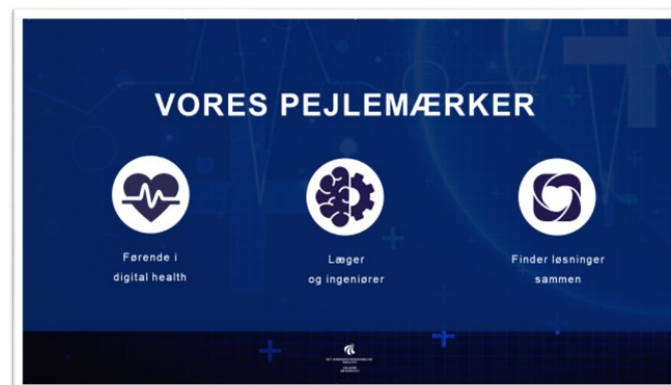 VORES PEJLEMÆRKER
Førende i
digital health
Læger
og ingeniører
Finder løsninger
sammen